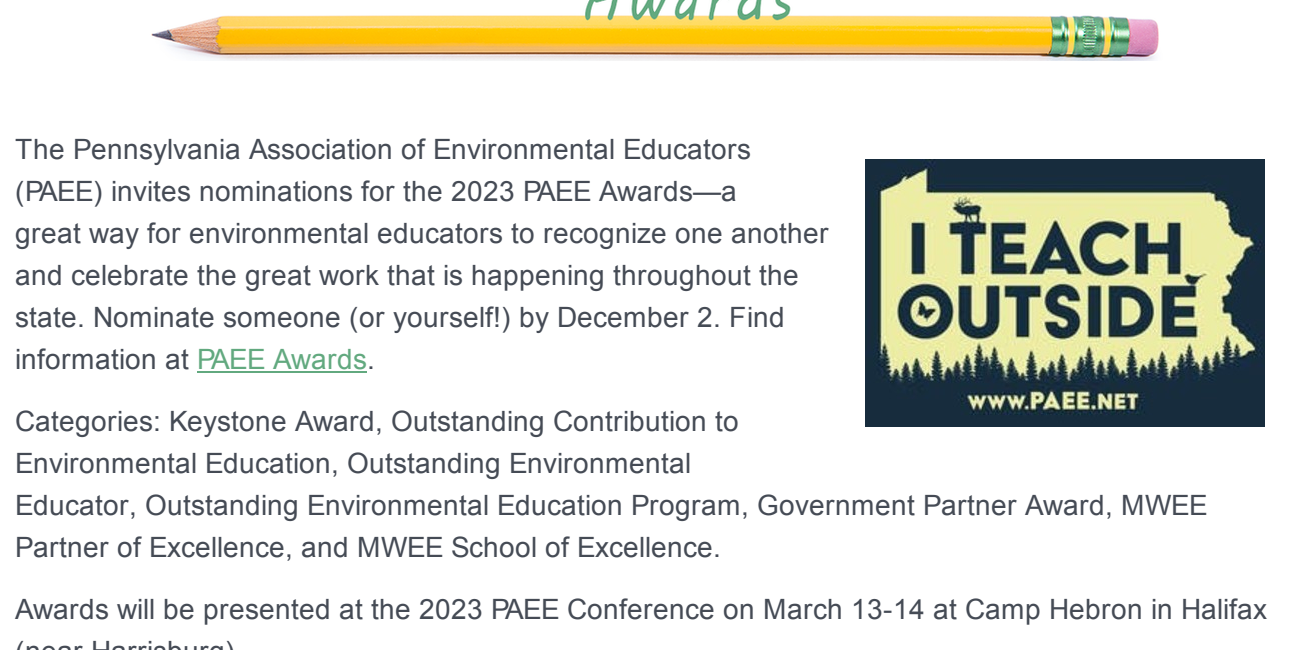 Awards
The Pennsylvania Association of Environmental Educators
(PAEE) invites nominations for the 2023 PAEE Awards—a
great way for environmental educators to recognize one another
and celebrate the great work that is happening throughout the
state. Nominate someone (or yourself!) by December 2. Find
information at PAEE Awards.
I TEACH
OUTSIDE
WWW.PAEE.NET
Categories: Keystone Award, Outstanding Contribution to
Environmental Education, Outstanding Environmental
Educator, Outstanding Environmental Education Program, Government Partner Award, MWEE
Partner of Excellence, and MWEE School of Excellence.
Awards will be presented at the 2023 PAEE Conference on March 13-14 at Camp Hebron in Halifax
(near Harrisburg)